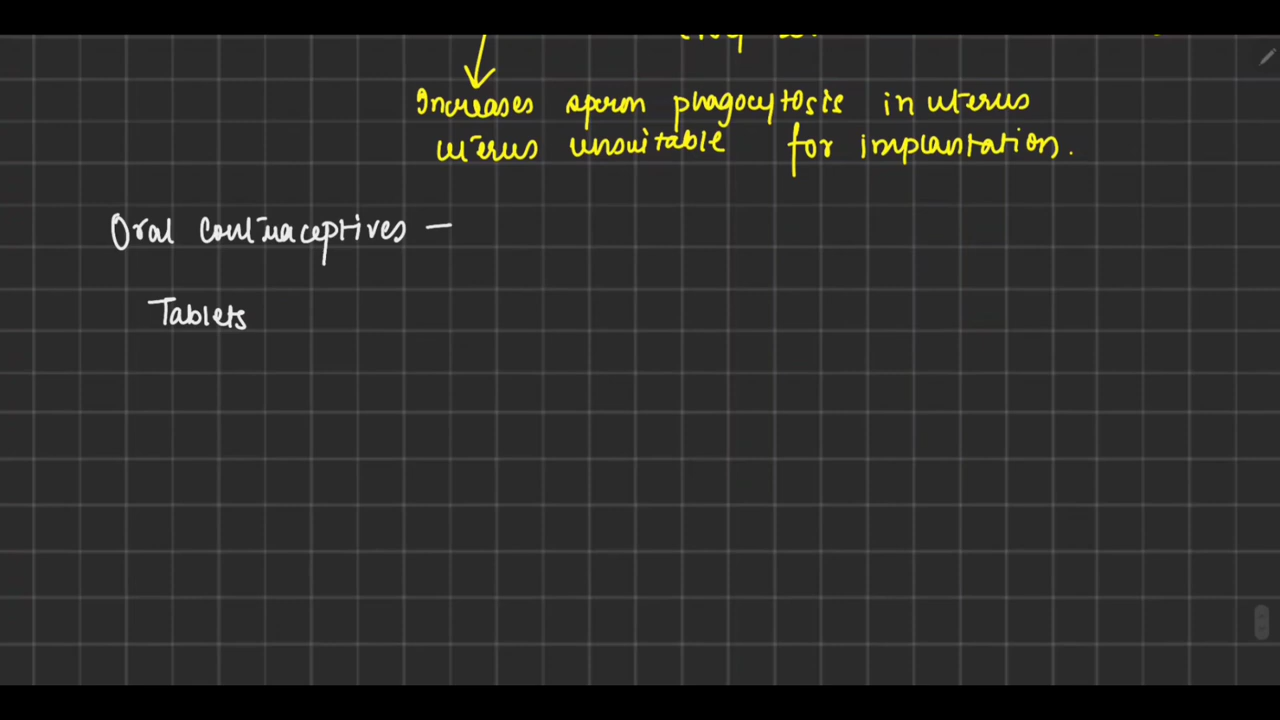 Increases sperm phagocytosis in uterus
uterus unsuitable for implantation.
Oral contraceptives —
Tablets